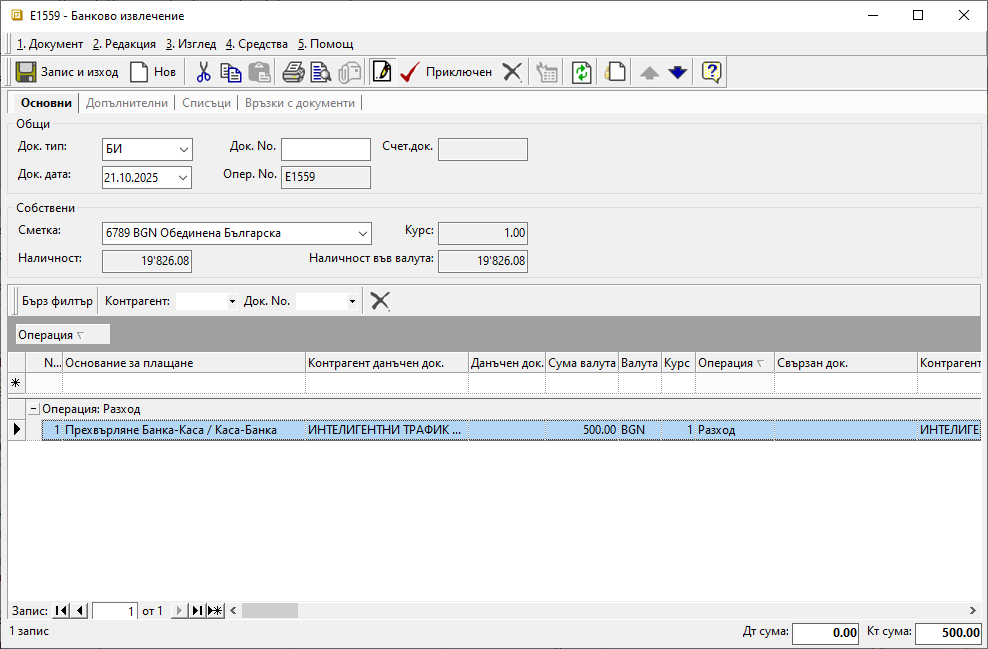 E1559 - Банково извлечение
1. Документ 2. Редакция 3. Изглед 4. Средства 5. Помощ
Запис и изход Нов Приключен
Основни Допълнителни Списъци Връзки с документи
Общи
Док. тип: БИ Док. No. Счет.док.
Док. дата: 21.10.2025 Опер. No. E1559
Собствени
Сметка: 6789 BGN Обединена Българска Курс: 1.00
Наличност: 19'826.08 Наличност във валута: 19'826.08
Бърз филтър Контрагент: Док. No.
Операция
N... Основание за плащане Контрагент данъчен док. Данъчен док. Сума валута Валута Курс Операция Свързан док. Контрагент
Операция: Разход
1 Прехвърляне Банка-Каса / Каса-Банка ИНТЕЛИГЕНТНИ ТРАФИК ... 500.00 BGN 1 Разход ИНТЕЛИГЕ
Запис: 1 от 1
1 запис Дт сума: 0.00 Кт сума: 500.00